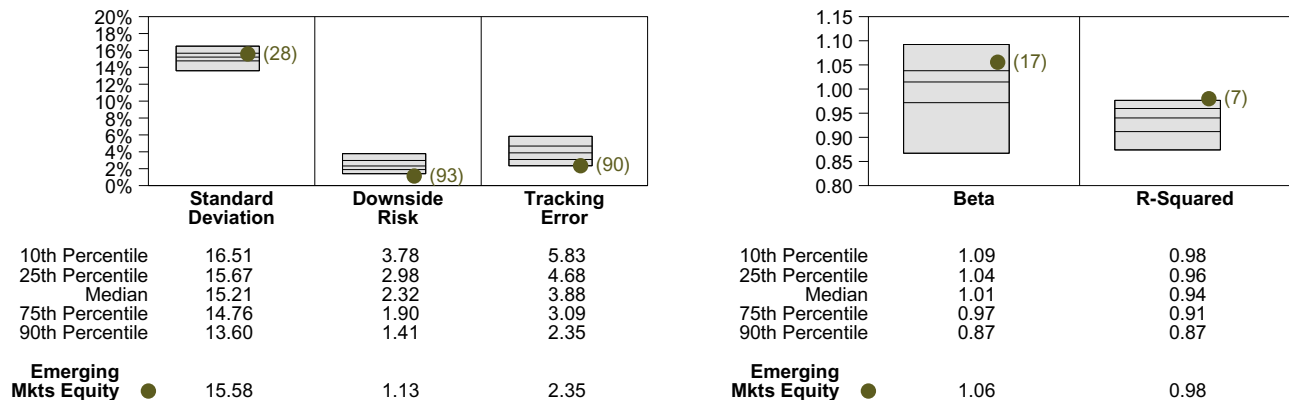 20%
18%
16%
14%
12%
10%
8%
6%
4%
2%
0%
(28)
(93)
(90)
Standard
Deviation
Downside
Risk
Tracking
Error
10th Percentile 16.51 3.78 5.83
25th Percentile 15.67 2.98 4.68
Median 15.21 2.32 3.88
75th Percentile 14.76 1.90 3.09
90th Percentile 13.60 1.41 2.35
Emerging
Mkts Equity 15.58 1.13 2.35
1.15
1.10
1.05
1.00
0.95
0.90
0.85
0.80
(17)
(7)
Beta R-Squared
10th Percentile 1.09 0.98
25th Percentile 1.04 0.96
Median 1.01 0.94
75th Percentile 0.97 0.91
90th Percentile 0.87 0.87
Emerging
Mkts Equity 1.06 0.98